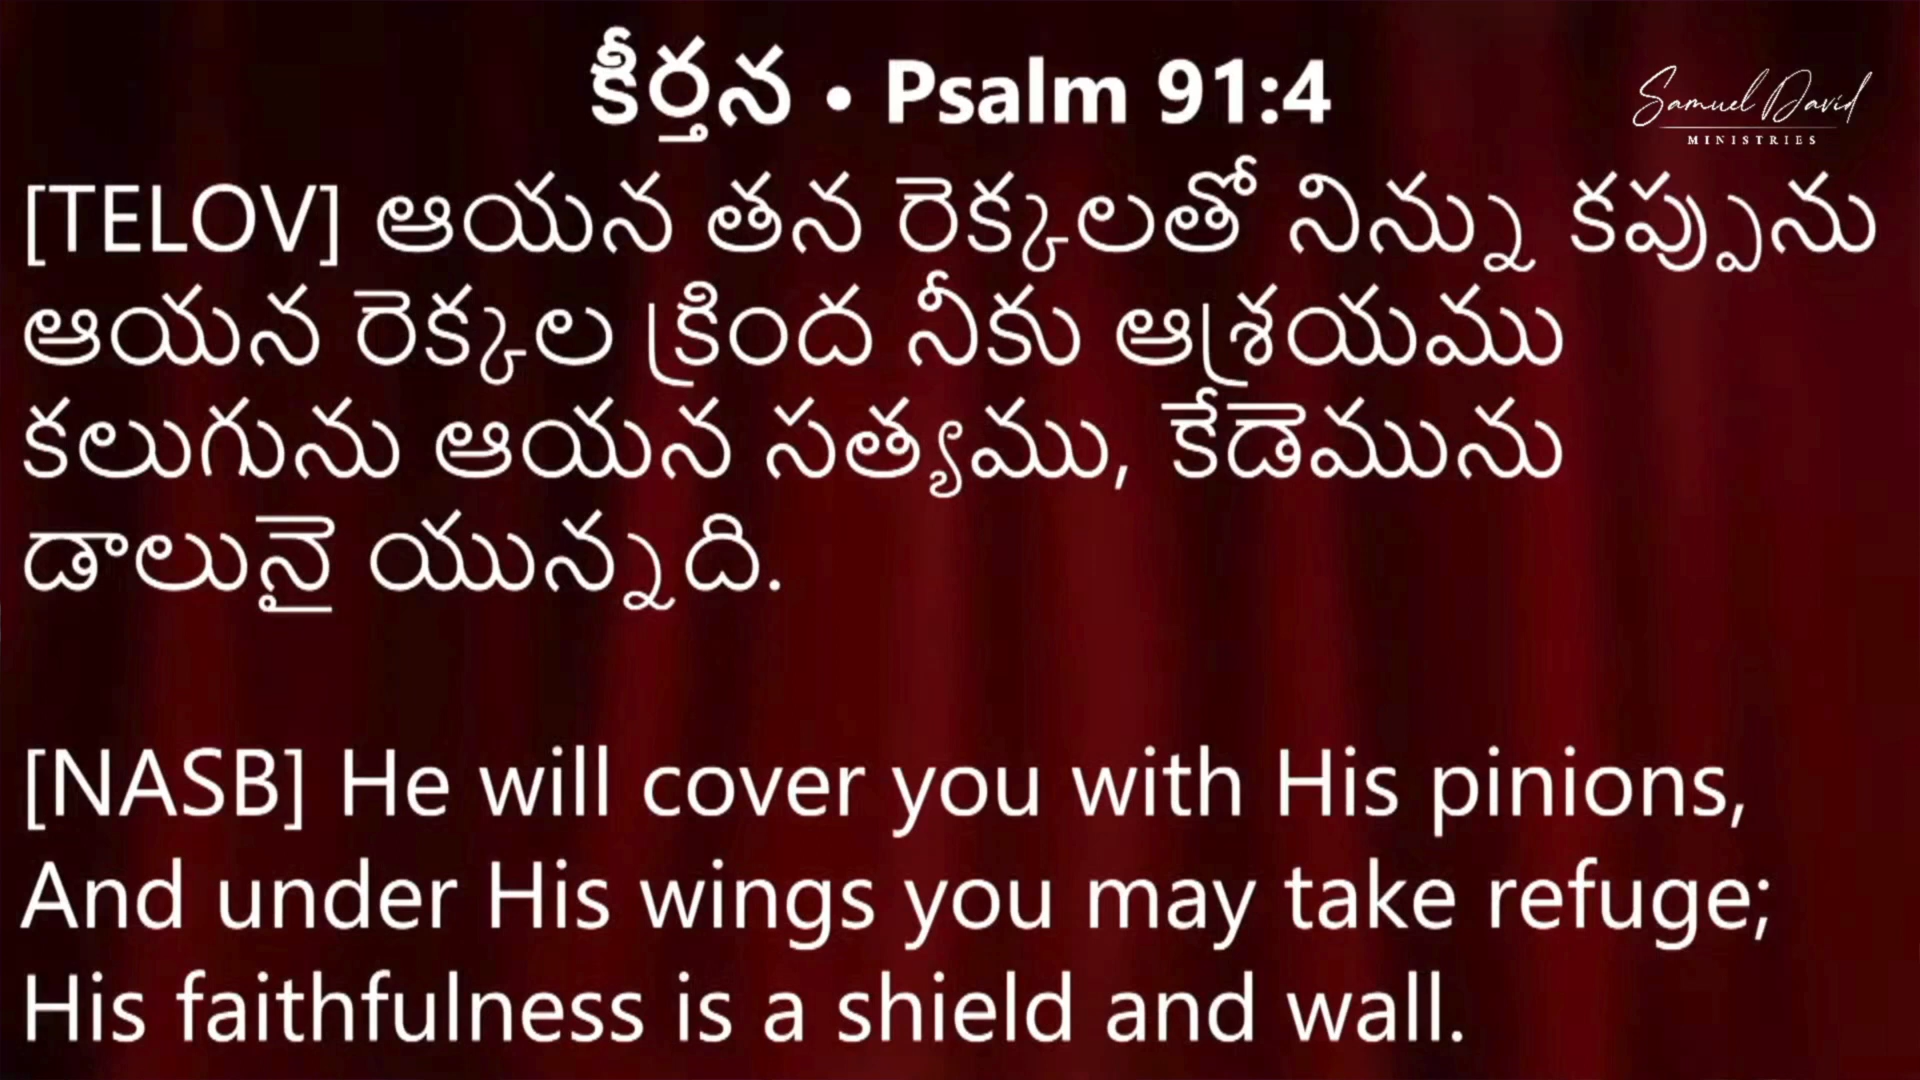 కీర్తన • Psalm 91:4
Samuel David
MINISTRIES
[TELOV] ఆయన తన రెక్కలతో నిన్ను కప్పును
ఆయన రెక్కల క్రింద నీకు ఆశ్రయము
కలుగును ఆయన సత్యము, కేడెమును
డాలునై యున్నది.
[NASB] He will cover you with His pinions,
And under His wings you may take refuge;
His faithfulness is a shield and wall.